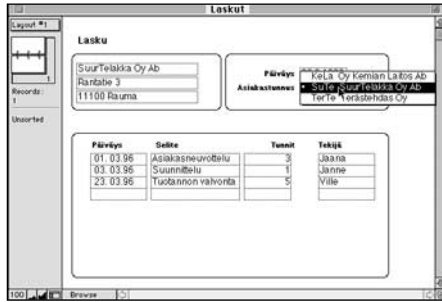 Laskut
Layout #1
Lasku
SuurTelakka Oy Ab
Rantatie 3
11100 Rauma
Päiväys
Asiakastunnus
KeLa Oy Kemian Laitos Ab
• SuTe SuurTelakka Oy Ab
TerTe Terästehdas Oy
1
Records:
1
Unsorted
Päiväys Selite Tunnit Tekijä
01. 03.96 Asiakasneuvottelu 3 Jaana
03. 03.96 Suunnittelu 1 Janne
23. 03.96 Tuotannon valvonta 5 Ville
100 Browse